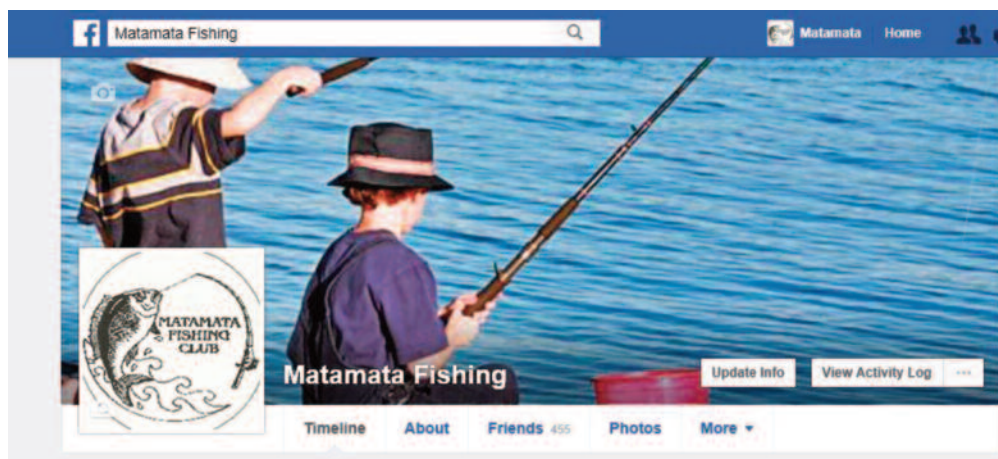 f Matamata Fishing Matamata Home
MATAMATA
FISHING
CLUB
Matamata Fishing Update Info View Activity Log ...
Timeline About Friends 455 Photos More